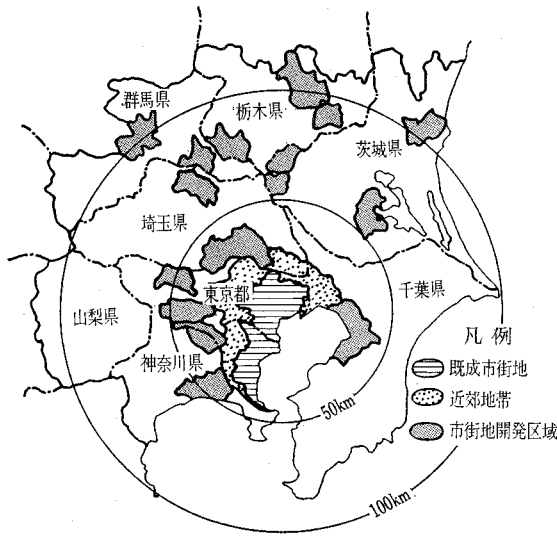 群馬県
栃木県
茨城県
埼玉県
東京都
千葉県
山梨県
神奈川県
50km
100km
凡例
既成市街地
近郊地帯
市街地開発区域